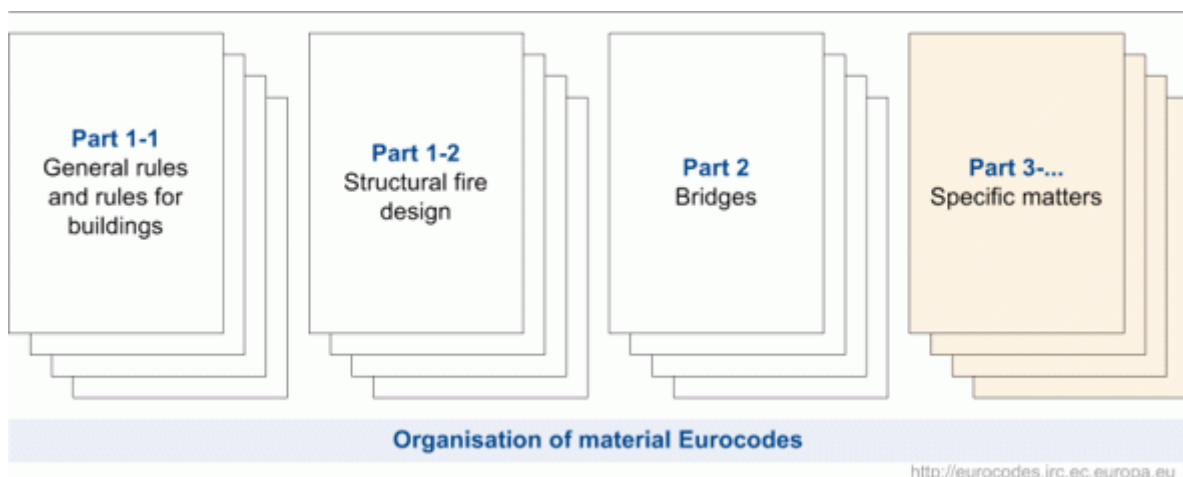 Part 1-1
General rules
and rules for
buildings
Part 1-2
Structural fire
design
Part 2
Bridges
Part 3-...
Specific matters
Organisation of material Eurocodes
http://eurocodes.jrc.ec.europa.eu